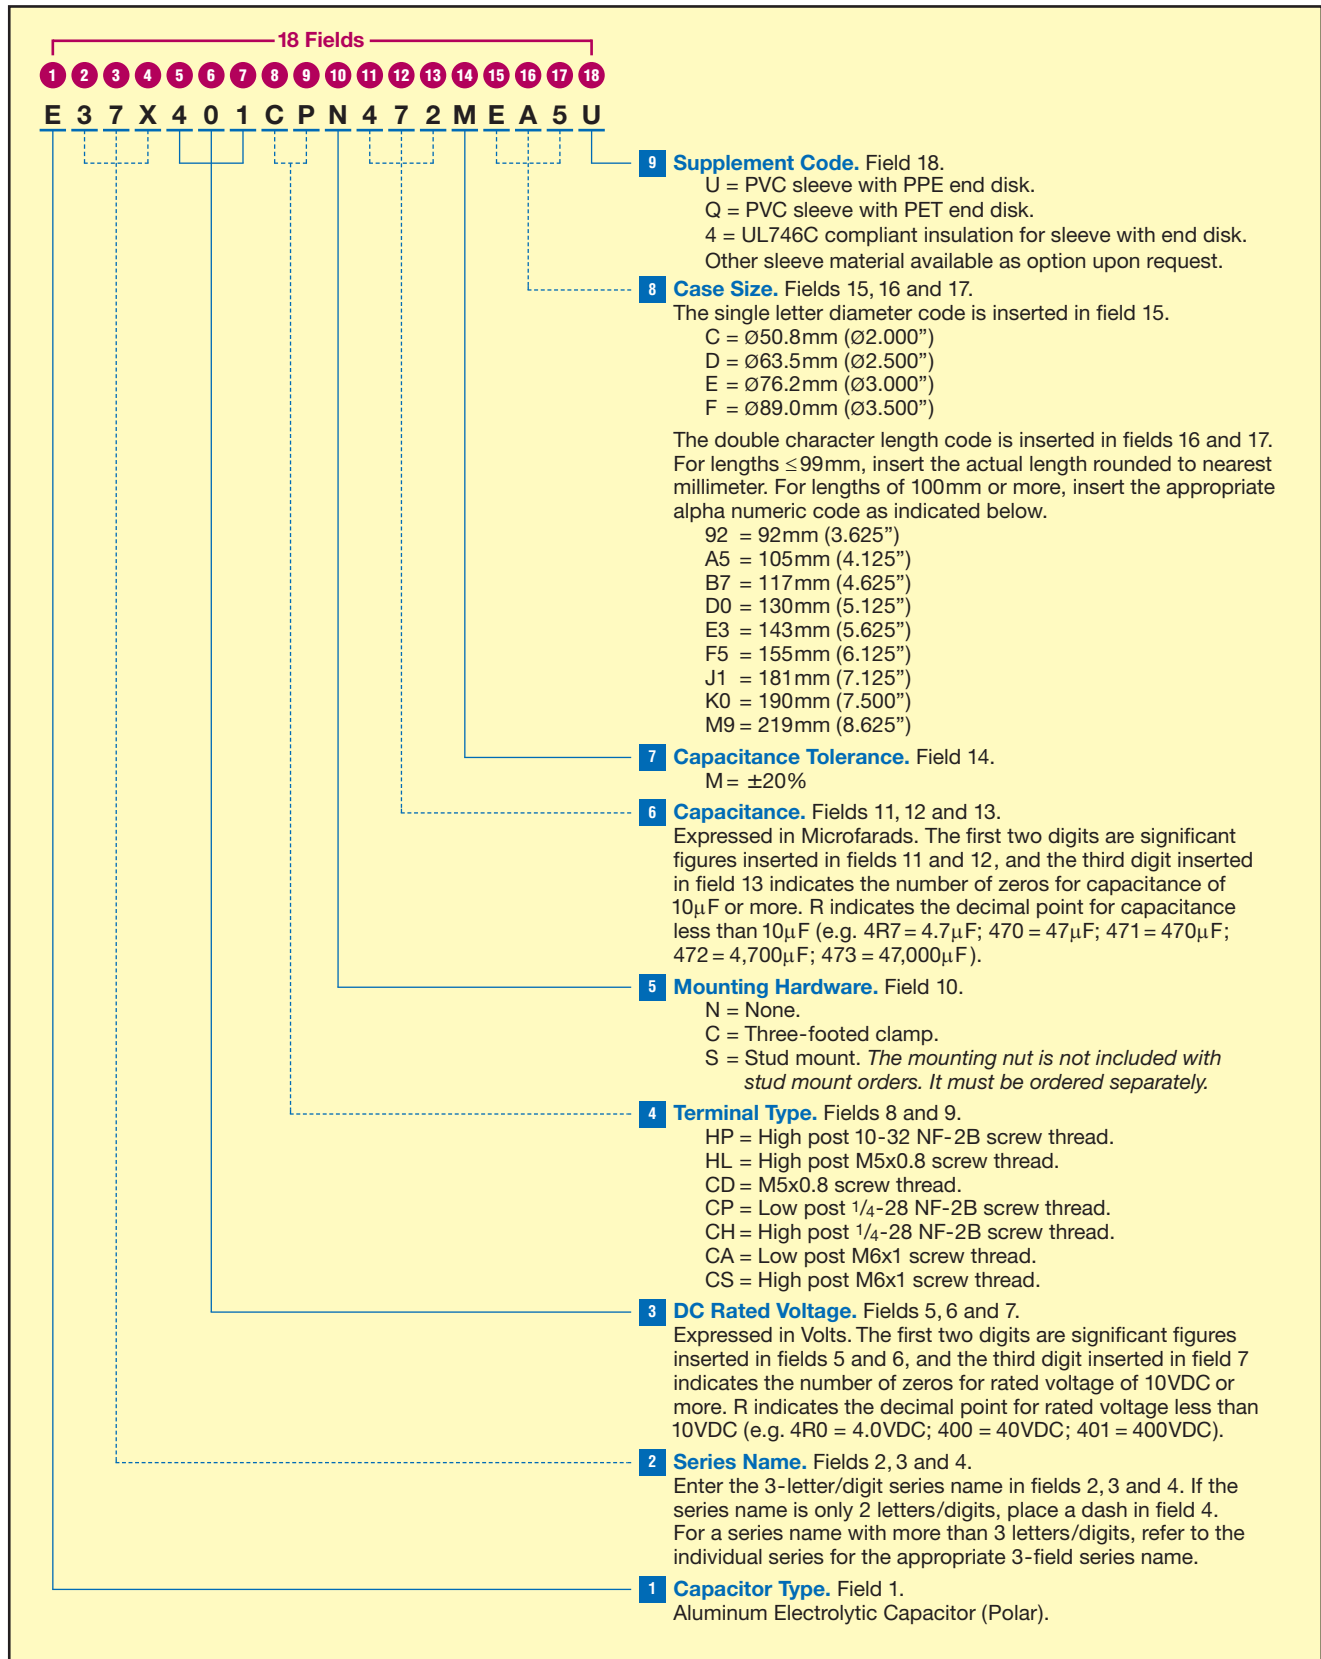 18 Fields
1 2 3 4 5 6 7 8 9 10 11 12 13 14 15 16 17 18
E 3 7 X 4 0 1 C P N 4 7 2 M E A 5 U
9 Supplement Code. Field 18.
U = PVC sleeve with PPE end disk.
Q = PVC sleeve with PET end disk.
4 = UL746C compliant insulation for sleeve with end disk.
Other sleeve material available as option upon request.
8 Case Size. Fields 15, 16 and 17.
The single letter diameter code is inserted in field 15.
C = Ø50.8mm (Ø2.000”)
D = Ø63.5mm (Ø2.500”)
E = Ø76.2mm (Ø3.000”)
F = Ø89.0mm (Ø3.500”)
The double character length code is inserted in fields 16 and 17.
For lengths ≤99mm, insert the actual length rounded to nearest
millimeter. For lengths of 100mm or more, insert the appropriate
alpha numeric code as indicated below.
92 = 92mm (3.625”)
A5 = 105mm (4.125”)
B7 = 117mm (4.625”)
D0 = 130mm (5.125”)
E3 = 143mm (5.625”)
F5 = 155mm (6.125”)
J1 = 181mm (7.125”)
K0 = 190mm (7.500”)
M9 = 219mm (8.625”)
7 Capacitance Tolerance. Field 14.
M = ±20%
6 Capacitance. Fields 11, 12 and 13.
Expressed in Microfarads. The first two digits are significant
figures inserted in fields 11 and 12, and the third digit inserted
in field 13 indicates the number of zeros for capacitance of
10µF or more. R indicates the decimal point for capacitance
less than 10µF (e.g. 4R7 = 4.7µF; 470 = 47µF; 471 = 470µF;
472 = 4,700µF; 473 = 47,000µF).
5 Mounting Hardware. Field 10.
N = None.
C = Three-footed clamp.
S = Stud mount. The mounting nut is not included with
stud mount orders. It must be ordered separately.
4 Terminal Type. Fields 8 and 9.
HP = High post 10-32 NF-2B screw thread.
HL = High post M5x0.8 screw thread.
CD = M5x0.8 screw thread.
CP = Low post 1/4-28 NF-2B screw thread.
CH = High post 1/4-28 NF-2B screw thread.
CA = Low post M6x1 screw thread.
CS = High post M6x1 screw thread.
3 DC Rated Voltage. Fields 5, 6 and 7.
Expressed in Volts. The first two digits are significant figures
inserted in fields 5 and 6, and the third digit inserted in field 7
indicates the number of zeros for rated voltage of 10VDC or
more. R indicates the decimal point for rated voltage less than
10VDC (e.g. 4R0 = 4.0VDC; 400 = 40VDC; 401 = 400VDC).
2 Series Name. Fields 2, 3 and 4.
Enter the 3-letter/digit series name in fields 2, 3 and 4. If the
series name is only 2 letters/digits, place a dash in field 4.
For a series name with more than 3 letters/digits, refer to the
individual series for the appropriate 3-field series name.
1 Capacitor Type. Field 1.
Aluminum Electrolytic Capacitor (Polar).